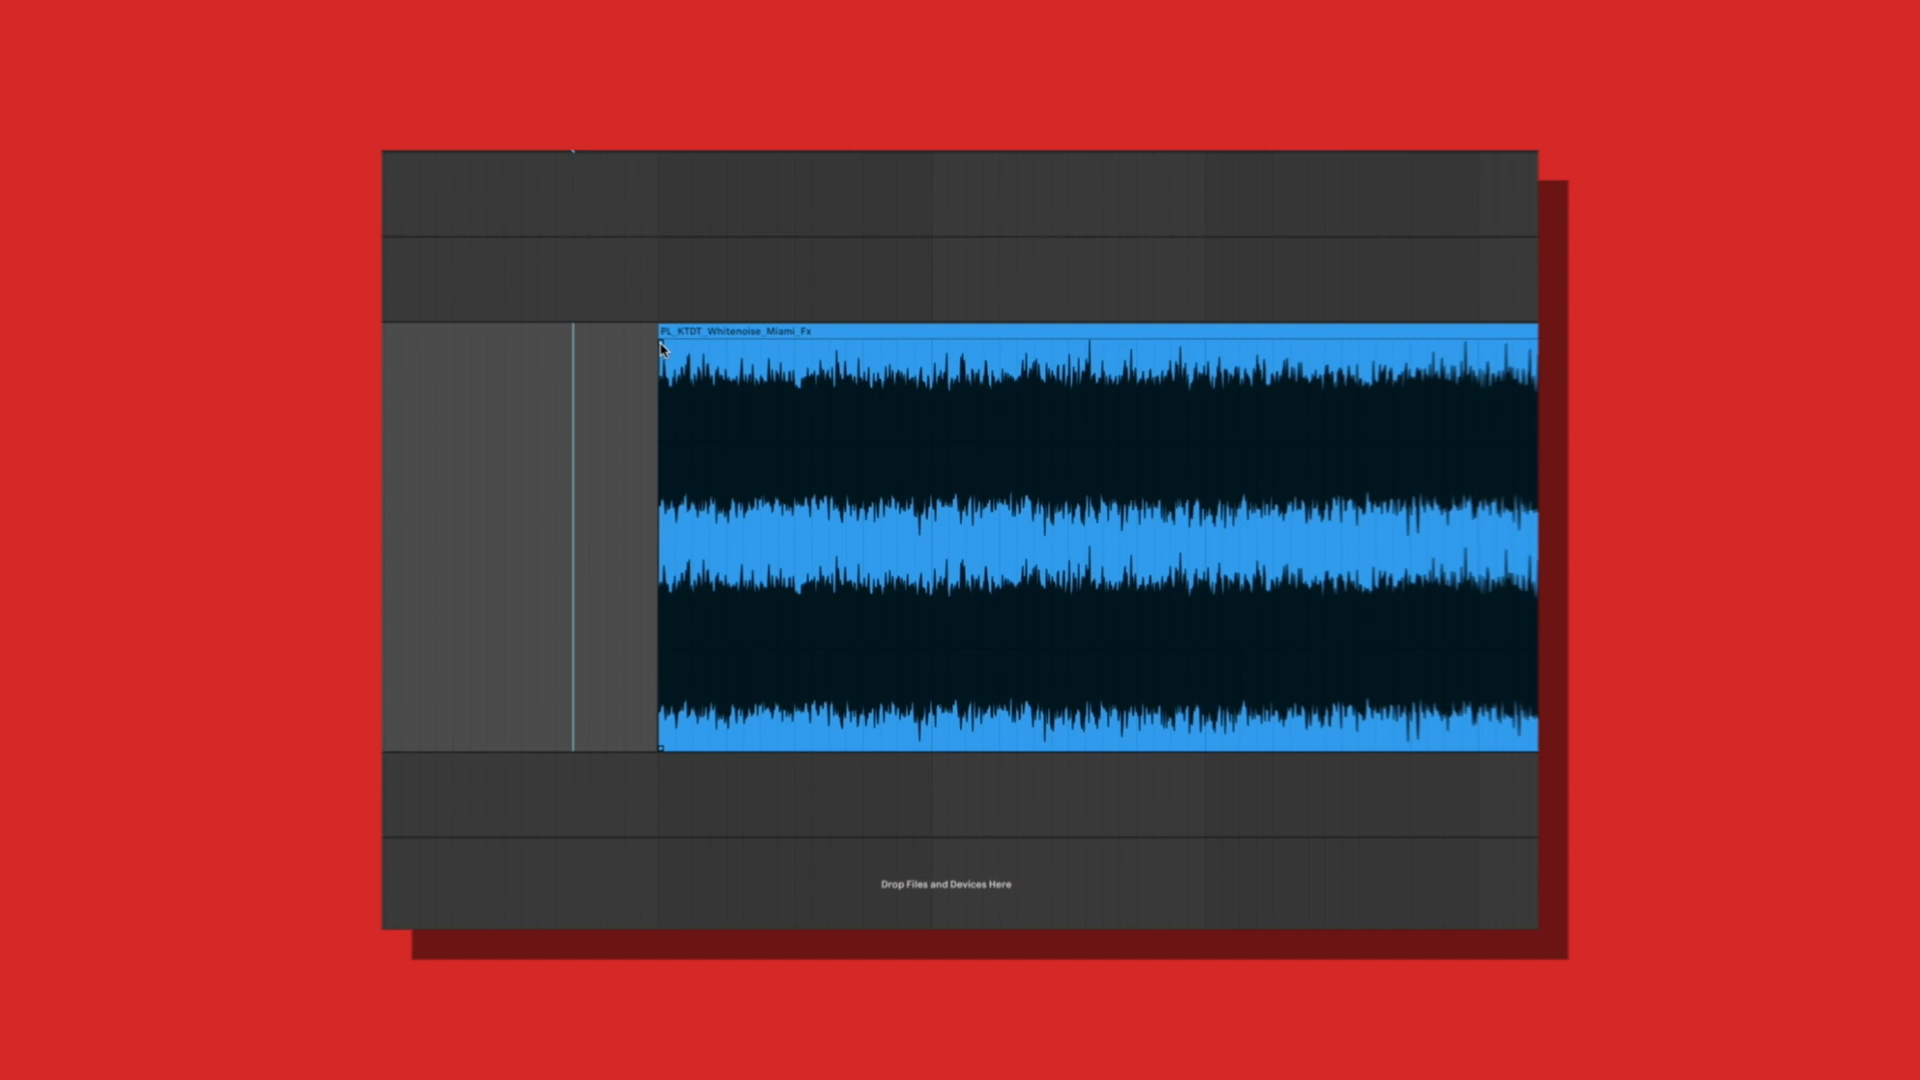 PL_KTDT_Whitenoise_Miami_Fx
Drop Files and Devices Here